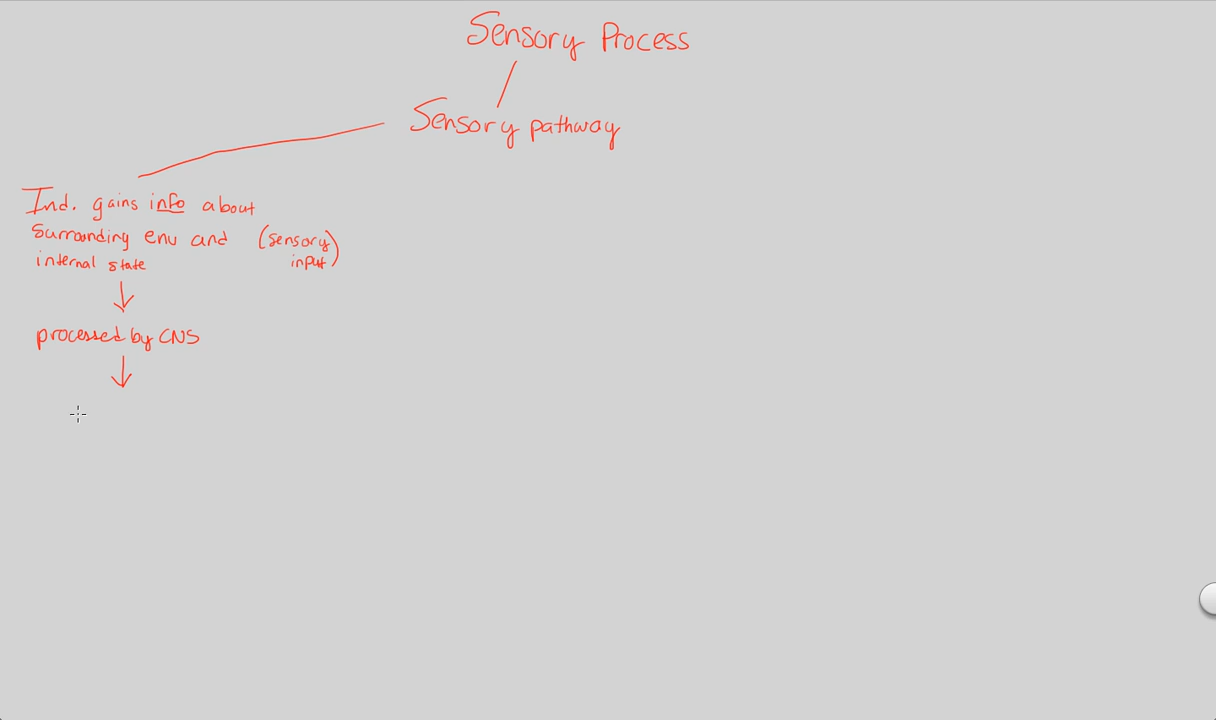 Sensory Process
Sensory pathway
Ind. gains info about
Surrounding env and (sensory
internal state input)
processed by CNS